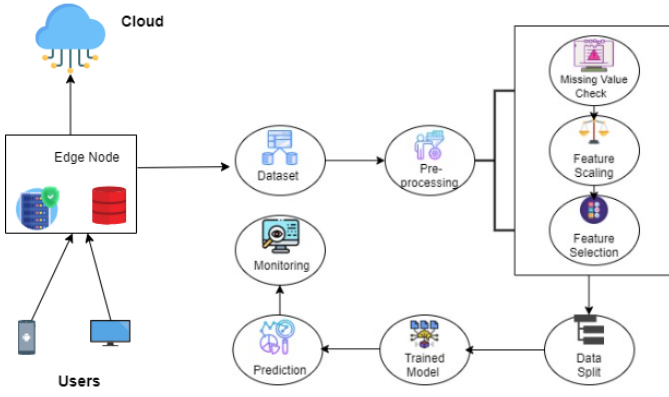 Cloud
Edge Node
Users
Dataset
Pre-
processing
Missing Value
Check
Feature
Scaling
Feature
Selection
Data
Split
Trained
Model
Prediction
Monitoring